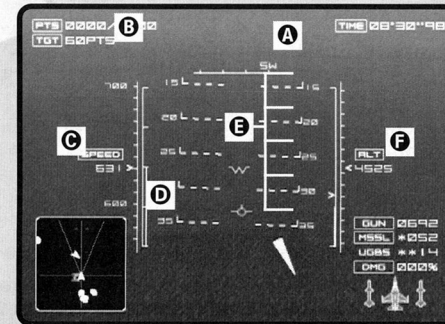 A
PTS 0000/ B
TIME 08'30"98
TGT 60PTS
SW
700 15 15
20 E 20
C F
SPEED 25 25 ALT
631 4525
D
600 30
35 35
GUN 0692
MSSL **052
UGBS **14
DMG 000%